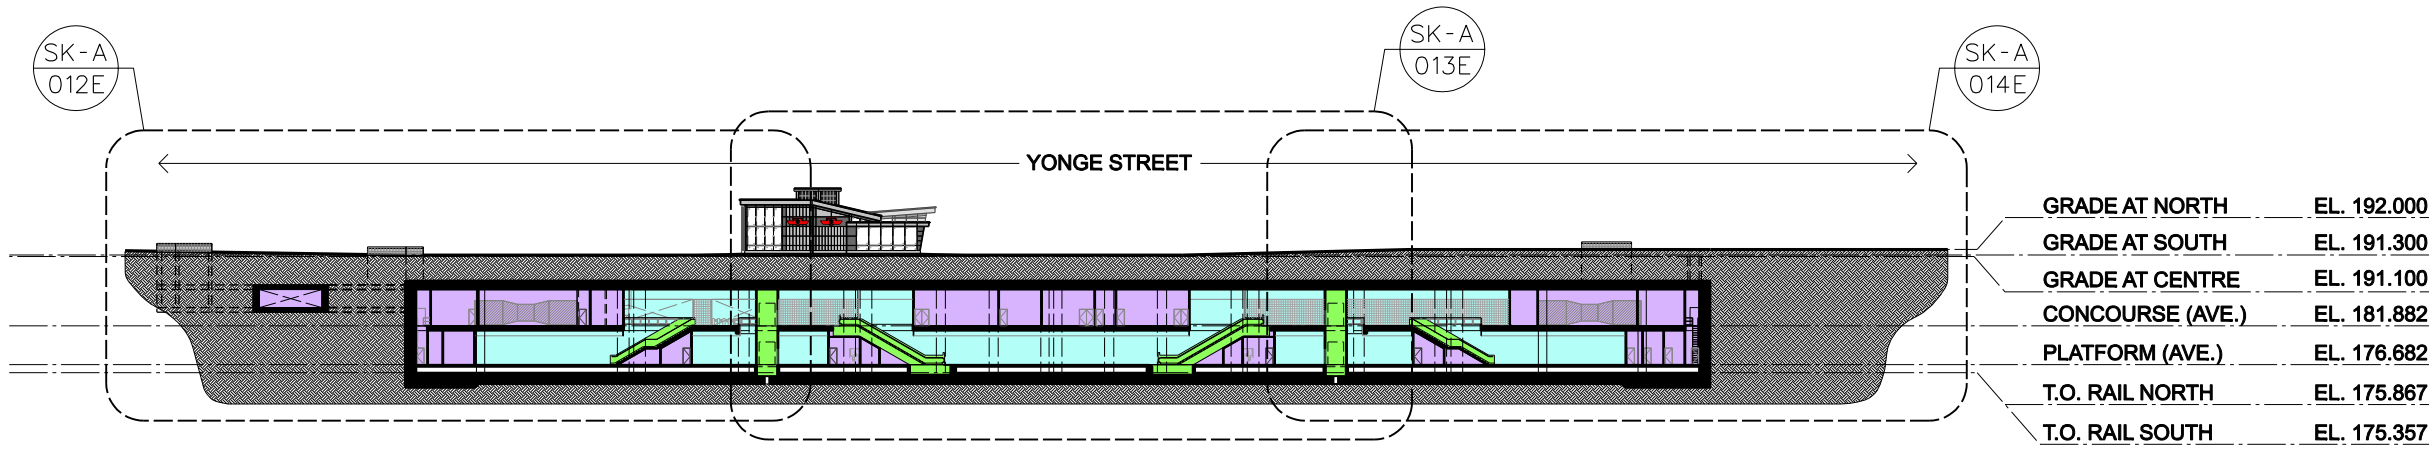 SK-A
012E
SK-A
013E
SK-A
014E
YONGE STREET
GRADE AT NORTH EL. 192.000
GRADE AT SOUTH EL. 191.300
GRADE AT CENTRE EL. 191.100
CONCOURSE (AVE.) EL. 181.882
PLATFORM (AVE.) EL. 176.682
T.O. RAIL NORTH EL. 175.867
T.O. RAIL SOUTH EL. 175.357